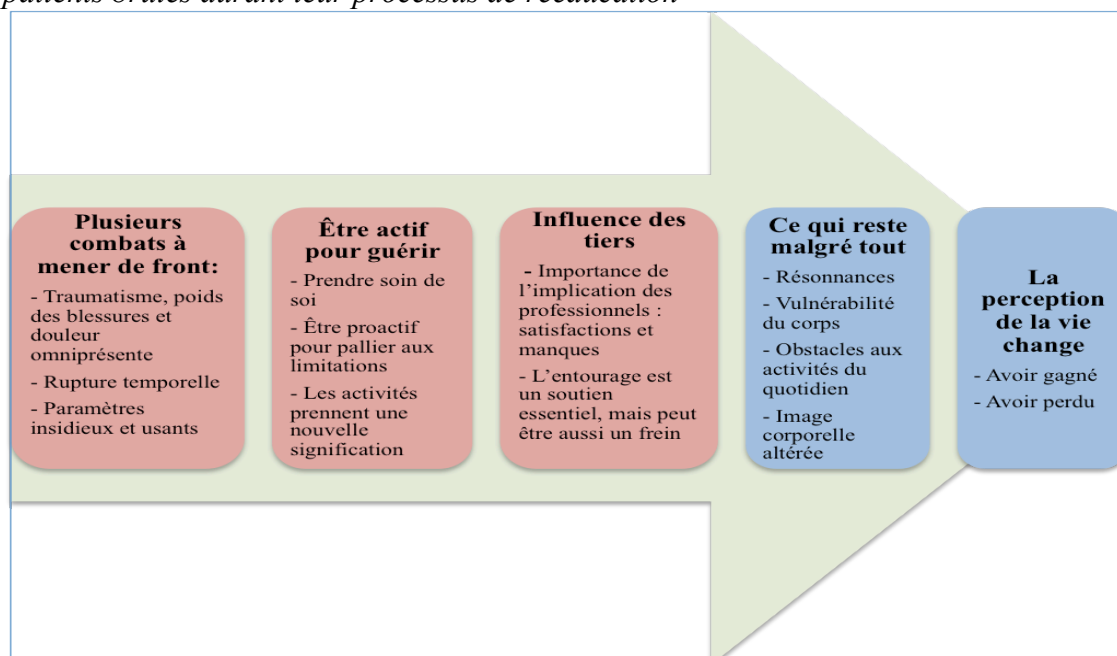 patients brûlés durant leur processus de rééducation
Plusieurs
combats à
mener de front:
- Traumatisme, poids
des blessures et
douleur
omniprésente
- Rupture temporelle
- Paramètres
insidieux et usants
Être actif
pour guérir
- Prendre soin de
soi
- Être proactif
pour pallier aux
limitations
- Les activités
prennent une
nouvelle
signification
Influence des
tiers
- Importance de
l'implication des
professionnels :
satisfactions et
manques
- L'entourage est
un soutien
essentiel, mais peut
être aussi un frein
Ce qui reste
malgré tout
- Résonnances
- Vulnérabilité
du corps
- Obstacles aux
activités du
quotidien
- Image
corporelle
altérée
La
perception
de la vie
change
- Avoir gagné
- Avoir perdu